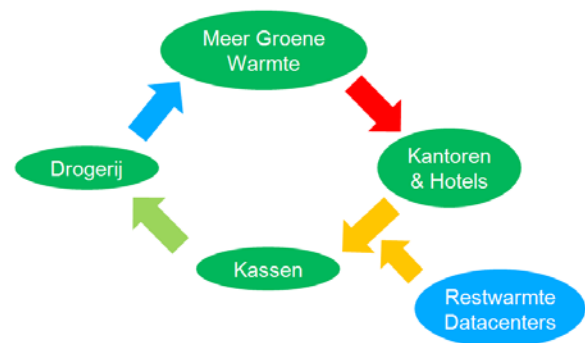 Meer Groene
Warmte
Kantoren
& Hotels
Drogerij
Kassen
Restwarmte
Datacenters